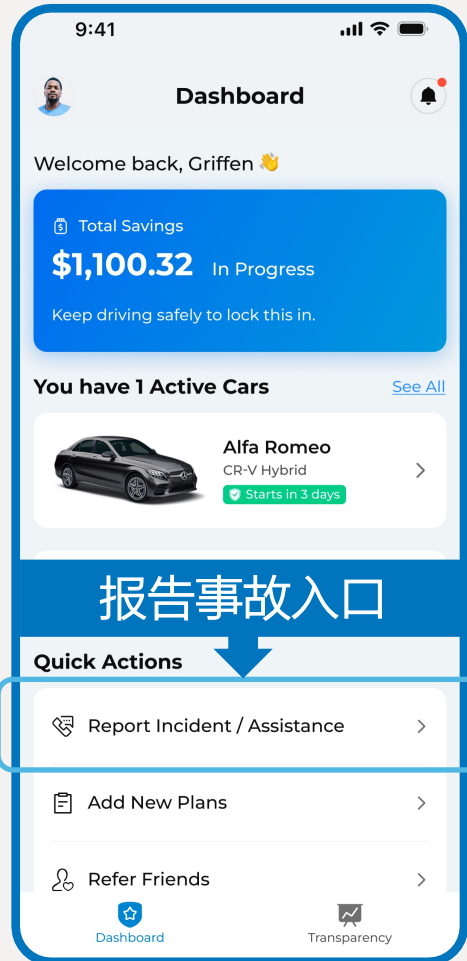 9:41
Dashboard
Welcome back, Griffen 👋
Total Savings
$1,100.32 In Progress
Keep driving safely to lock this in.
You have 1 Active Cars See All
Alfa Romeo
CR-V Hybrid
Starts in 3 days
报告事故入口
Quick Actions
Report Incident / Assistance
Add New Plans
Refer Friends
Dashboard Transparency